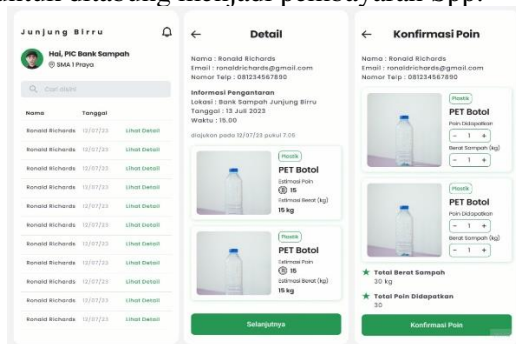 untuk ditabung menjadi pembayaran Spp.
Junjung Birru
Hai, PIC Bank Sampah
SMA 1 Praya
Cari disini
Nama Tanggal
Ronald Richards 12/07/23 Lihat Detail
Ronald Richards 12/07/23 Lihat Detail
Ronald Richards 12/07/23 Lihat Detail
Ronald Richards 12/07/23 Lihat Detail
Ronald Richards 12/07/23 Lihat Detail
Ronald Richards 12/07/23 Lihat Detail
Ronald Richards 12/07/23 Lihat Detail
Ronald Richards 12/07/23 Lihat Detail
Ronald Richards 12/07/23 Lihat Detail
Ronald Richards 12/07/23 Lihat Detail
Detail
Nama : Ronald Richards
Email : ronaldrichards@gmail.com
Nomor Telp : 081234567890
Informasi Pengantaran
Lokasi : Bank Sampah Junjung Birru
Tanggal : 13 Juli 2023
Waktu : 15.00
diajukan pada 12/07/23 pukul 7.05
Plastik
PET Botol
Estimasi Poin
15
Estimasi Berat (kg)
15 kg
Plastik
PET Botol
Estimasi Poin
15
Estimasi Berat (kg)
15 kg
Selanjutnya
Konfirmasi Poin
Nama : Ronald Richards
Email : ronaldrichards@gmail.com
Nomor Telp : 081234567890
Plastik
PET Botol
Poin Didapatkan
- 1 +
Berat Sampah (kg)
- 1 +
Plastik
PET Botol
Poin Didapatkan
- 1 +
Berat Sampah (kg)
- 1 +
Total Berat Sampah
30 kg
Total Poin Didapatkan
30
Konfirmasi Poin